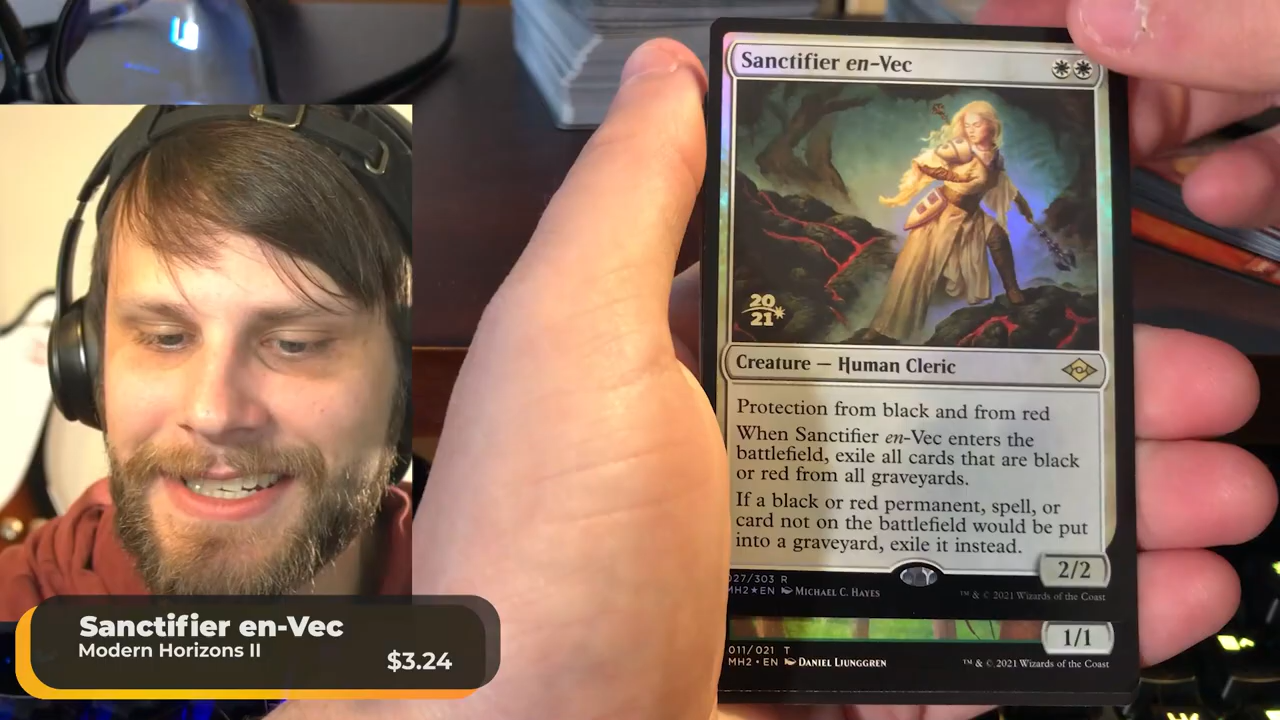 Sanctifier en-Vec
20
21
Creature — Human Cleric
Protection from black and from red
When Sanctifier en-Vec enters the
battlefield, exile all cards that are black
or red from all graveyards.
If a black or red permanent, spell, or
card not on the battlefield would be put
into a graveyard, exile it instead.
2/2
027/303 R
MH2★EN MICHAEL C. HAYES
™ & © 2021 Wizards of the Coast
1/1
011/021 T
MH2 • EN DANIEL LJUNGGREN
™ & © 2021 Wizards of the Coast
Sanctifier en-Vec
Modern Horizons II
$3.24